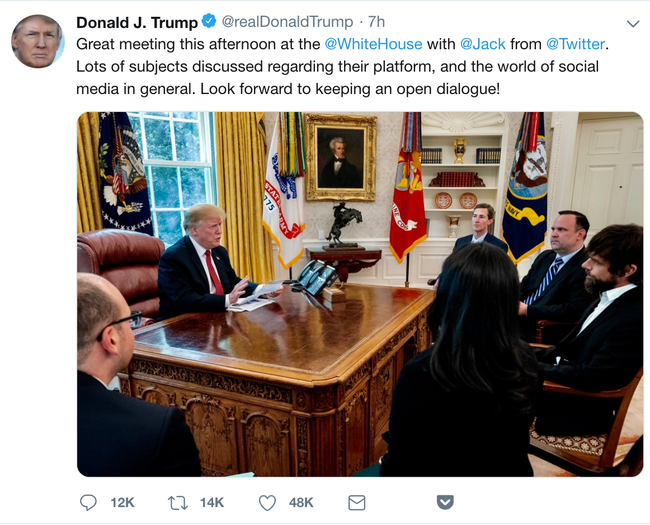 Donald J. Trump @realDonaldTrump · 7h
Great meeting this afternoon at the @WhiteHouse with @Jack from @Twitter.
Lots of subjects discussed regarding their platform, and the world of social
media in general. Look forward to keeping an open dialogue!
775
12K 14K 48K